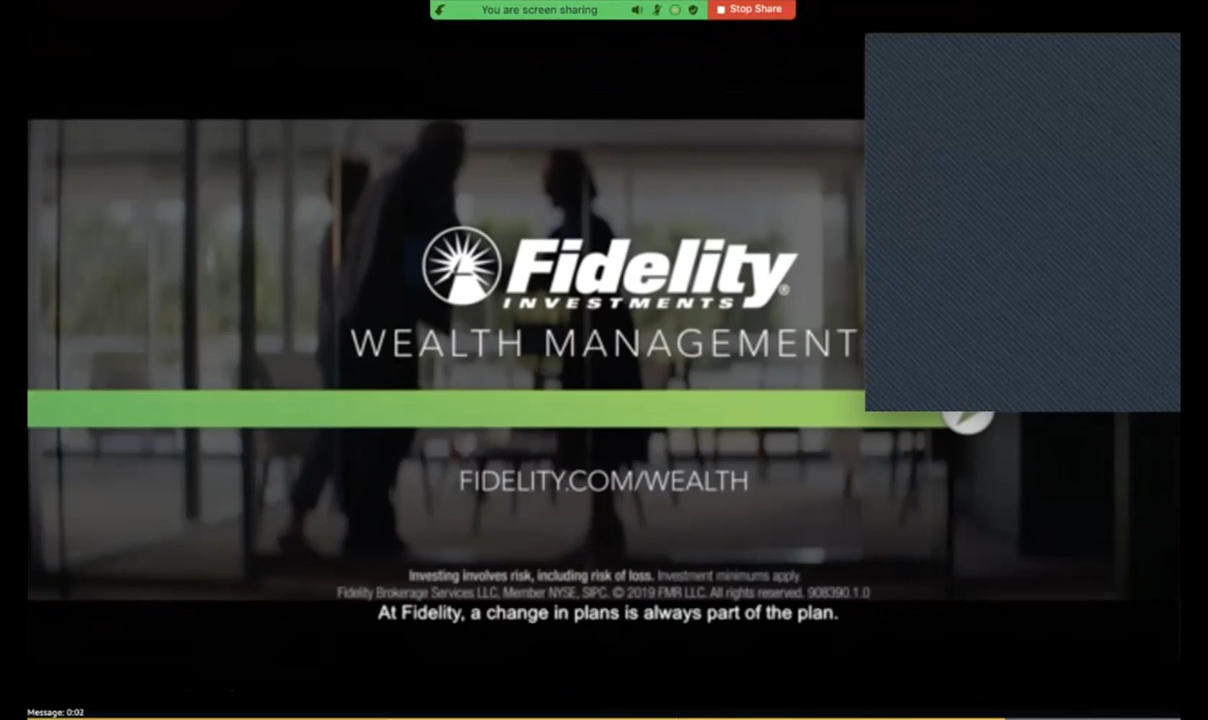 You are screen sharing
Stop Share
Fidelity®
INVESTMENTS
WEALTH MANAGEMENT
FIDELITY.COM/WEALTH
Investing involves risk, including risk of loss. Investment minimums apply.
Fidelity Brokerage Services LLC, Member NYSE, SIPC. © 2019 FMR LLC. All rights reserved. 908390.1.0
At Fidelity, a change in plans is always part of the plan.
Message: 0:02